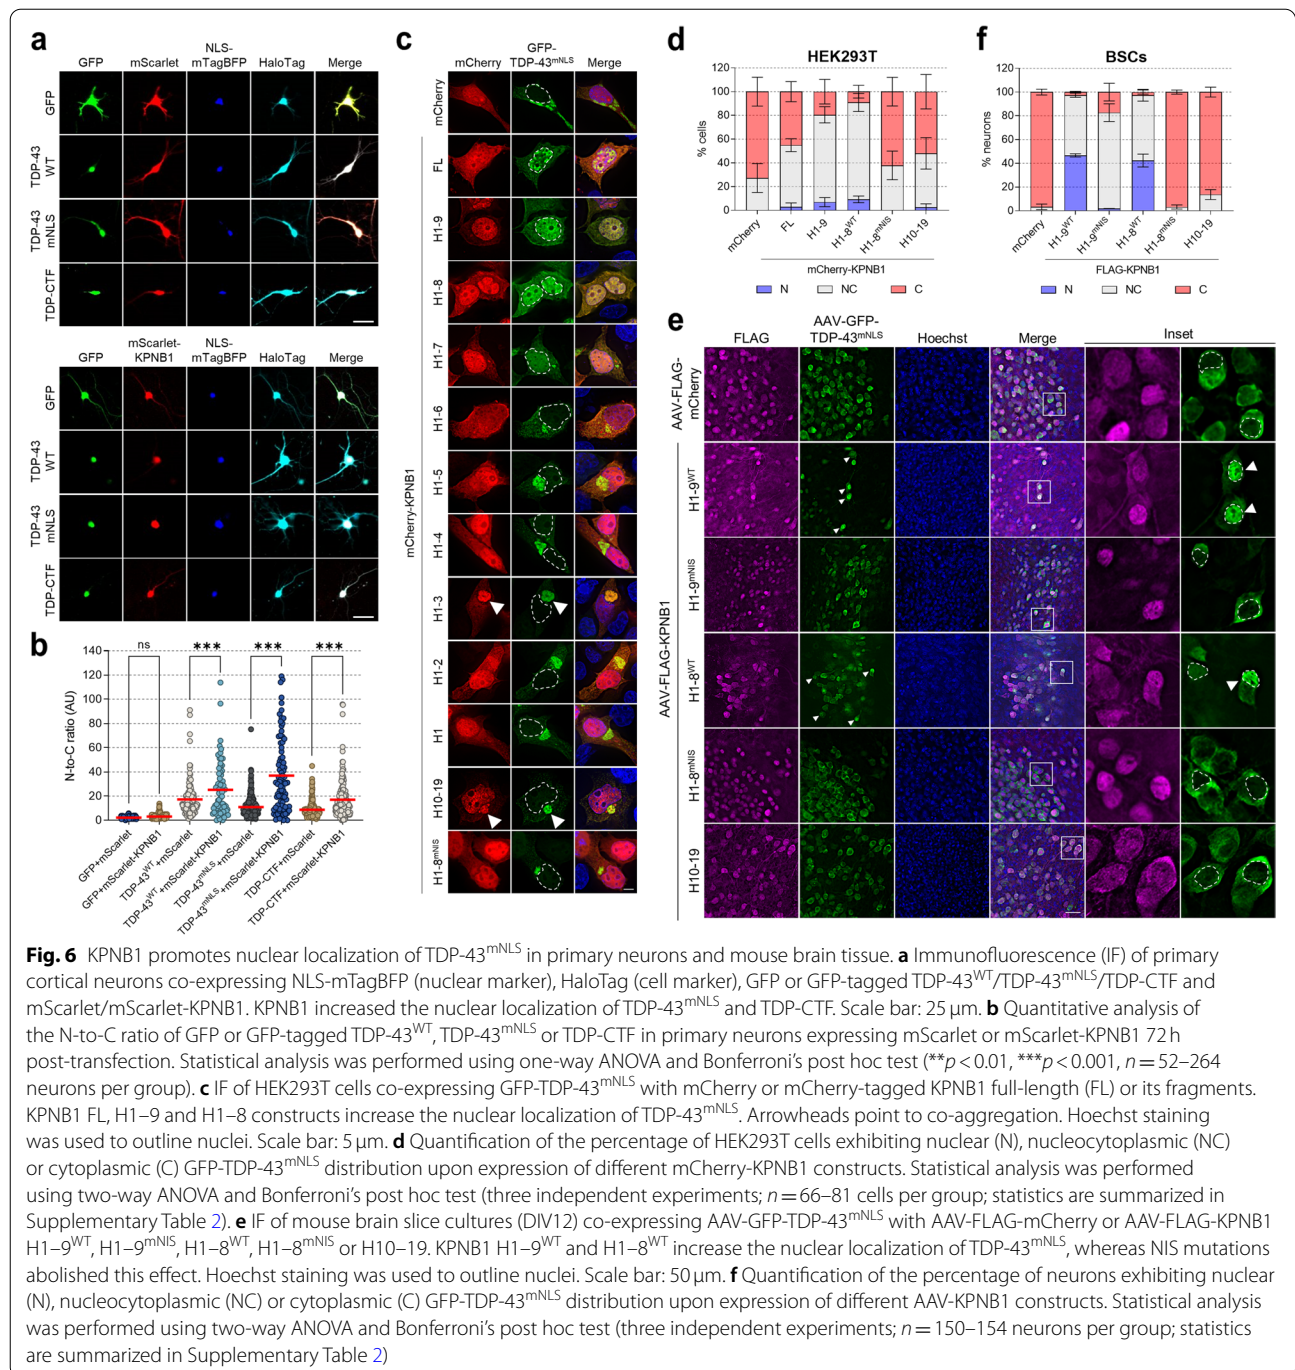 a
GFP mScarlet NLS-mTagBFP HaloTag Merge
GFP
TDP-43 WT
TDP-43 mNLS
TDP-CTF
GFP mScarlet-KPNB1 NLS-mTagBFP HaloTag Merge
GFP
TDP-43 WT
TDP-43 mNLS
TDP-CTF
b
N-to-C ratio (AU)
140
120
100
80
60
40
20
0
ns *** *** ***
GFP+mScarlet
GFP+mScarlet-KPNB1
TDP-43WT+mScarlet
TDP-43WT+mScarlet-KPNB1
TDP-43mNLS+mScarlet
TDP-43mNLS+mScarlet-KPNB1
TDP-CTF+mScarlet
TDP-CTF+mScarlet-KPNB1
c
mCherry GFP-TDP-43mNLS Merge
mCherry
mCherry-KPNB1
FL
H1-9
H1-8
H1-7
H1-6
H1-5
H1-4
H1-3
H1-2
H1
H10-19
H1-8mNIS
d
HEK293T
% cells
120
100
80
60
40
20
0
mCherry FL H1-9 H1-8WT H1-8mNIS H10-19
mCherry-KPNB1
N NC C
f
BSCs
% neurons
120
100
80
60
40
20
0
mCherry H1-9WT H1-9mNIS H1-8WT H1-8mNIS H10-19
FLAG-KPNB1
N NC C
e
FLAG AAV-GFP-TDP-43mNLS Hoechst Merge Inset
AAV-FLAG-mCherry
AAV-FLAG-KPNB1
H1-9WT
H1-9mNIS
H1-8WT
H1-8mNIS
H10-19
Fig. 6 KPNB1 promotes nuclear localization of TDP-43mNLS in primary neurons and mouse brain tissue. a Immunofluorescence (IF) of primary
cortical neurons co-expressing NLS-mTagBFP (nuclear marker), HaloTag (cell marker), GFP or GFP-tagged TDP-43WT/TDP-43mNLS/TDP-CTF and
mScarlet/mScarlet-KPNB1. KPNB1 increased the nuclear localization of TDP-43mNLS and TDP-CTF. Scale bar: 25 μm. b Quantitative analysis of
the N-to-C ratio of GFP or GFP-tagged TDP-43WT, TDP-43mNLS or TDP-CTF in primary neurons expressing mScarlet or mScarlet-KPNB1 72 h
post-transfection. Statistical analysis was performed using one-way ANOVA and Bonferroni's post hoc test (**p < 0.01, ***p < 0.001, n = 52–264
neurons per group). c IF of HEK293T cells co-expressing GFP-TDP-43mNLS with mCherry or mCherry-tagged KPNB1 full-length (FL) or its fragments.
KPNB1 FL, H1–9 and H1–8 constructs increase the nuclear localization of TDP-43mNLS. Arrowheads point to co-aggregation. Hoechst staining
was used to outline nuclei. Scale bar: 5 μm. d Quantification of the percentage of HEK293T cells exhibiting nuclear (N), nucleocytoplasmic (NC)
or cytoplasmic (C) GFP-TDP-43mNLS distribution upon expression of different mCherry-KPNB1 constructs. Statistical analysis was performed
using two-way ANOVA and Bonferroni's post hoc test (three independent experiments; n = 66–81 cells per group; statistics are summarized in
Supplementary Table 2). e IF of mouse brain slice cultures (DIV12) co-expressing AAV-GFP-TDP-43mNLS with AAV-FLAG-mCherry or AAV-FLAG-KPNB1
H1–9WT, H1–9mNIS, H1–8WT, H1–8mNIS or H10–19. KPNB1 H1–9WT and H1–8WT increase the nuclear localization of TDP-43mNLS, whereas NIS mutations
abolished this effect. Hoechst staining was used to outline nuclei. Scale bar: 50 μm. f Quantification of the percentage of neurons exhibiting nuclear
(N), nucleocytoplasmic (NC) or cytoplasmic (C) GFP-TDP-43mNLS distribution upon expression of different AAV-KPNB1 constructs. Statistical analysis
was performed using two-way ANOVA and Bonferroni's post hoc test (three independent experiments; n = 150–154 neurons per group; statistics
are summarized in Supplementary Table 2)